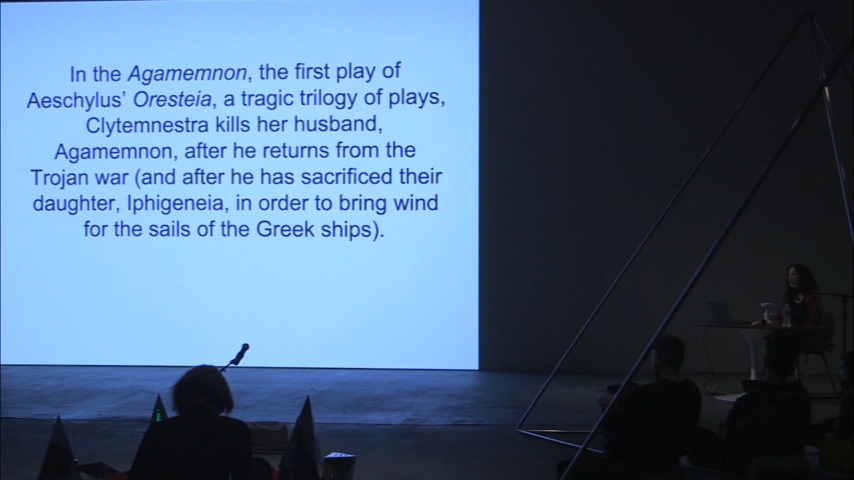 In the Agamemnon, the first play of
Aeschylus’ Oresteia, a tragic trilogy of plays,
Clytemnestra kills her husband,
Agamemnon, after he returns from the
Trojan war (and after he has sacrificed their
daughter, Iphigeneia, in order to bring wind
for the sails of the Greek ships).